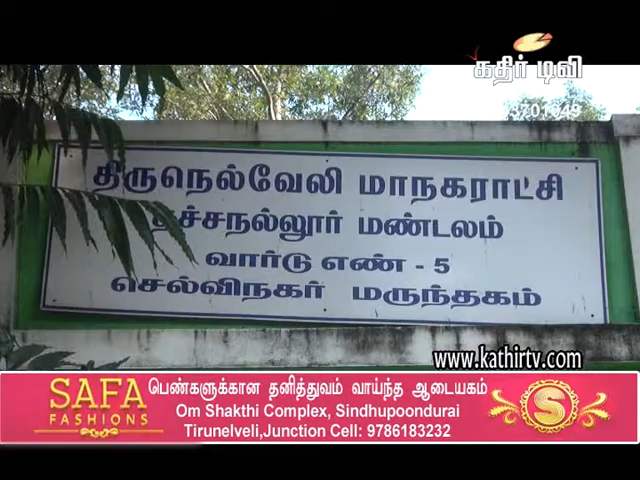 கதிர் டிவி
திருநெல்வேலி மாநகராட்சி
தச்சநல்லூர் மண்டலம்
வார்டு எண் - 5
செல்விநகர் மருந்தகம்
www.kathirtv.com
SAFA பெண்களுக்கான தனித்துவம் வாய்ந்த ஆடையகம்
FASHIONS Om Shakthi Complex, Sindhupoondurai
Tirunelveli,Junction Cell: 9786183232
S